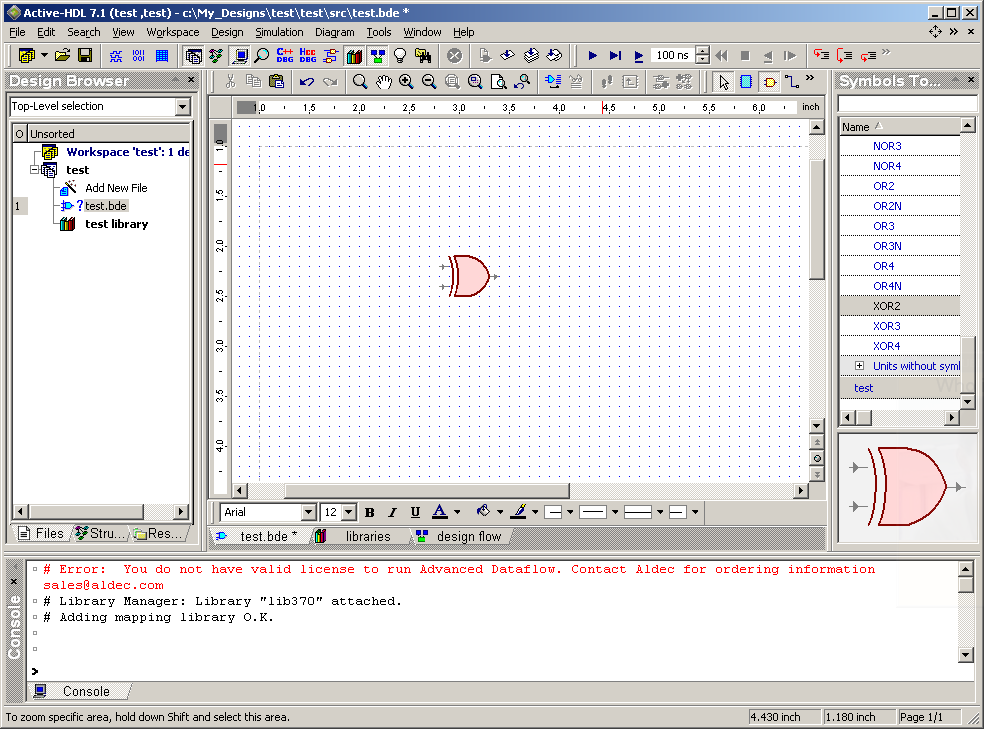 Active-HDL 7.1 (test ,test) - c:\My_Designs\test\test\src\test.bde *
File Edit Search View Workspace Design Simulation Diagram Tools Window Help
C++ DBG HCC DBG 100 ns
Design Browser
Top-Level selection
O Unsorted
Workspace 'test': 1 de
test
Add New File
1 ? test.bde
test library
Files Stru... Res...
1,0 1,5 2,0 2,5 3,0 3,5 4,0 4,5 5,0 5,5 6,0 inch
1,0
1,5
2,0
2,5
3,0
3,5
4,0
Arial 12 B I U A
test.bde * libraries design flow
Symbols To...
Name
NOR3
NOR4
OR2
OR2N
OR3
OR3N
OR4
OR4N
XOR2
XOR3
XOR4
Units without symb
test
Console
# Error: You do not have valid license to run Advanced Dataflow. Contact Aldec for ordering information
sales@aldec.com
# Library Manager: Library "lib370" attached.
# Adding mapping library O.K.
>
Console
To zoom specific area, hold down Shift and select this area. 4.430 inch 1.180 inch Page 1/1